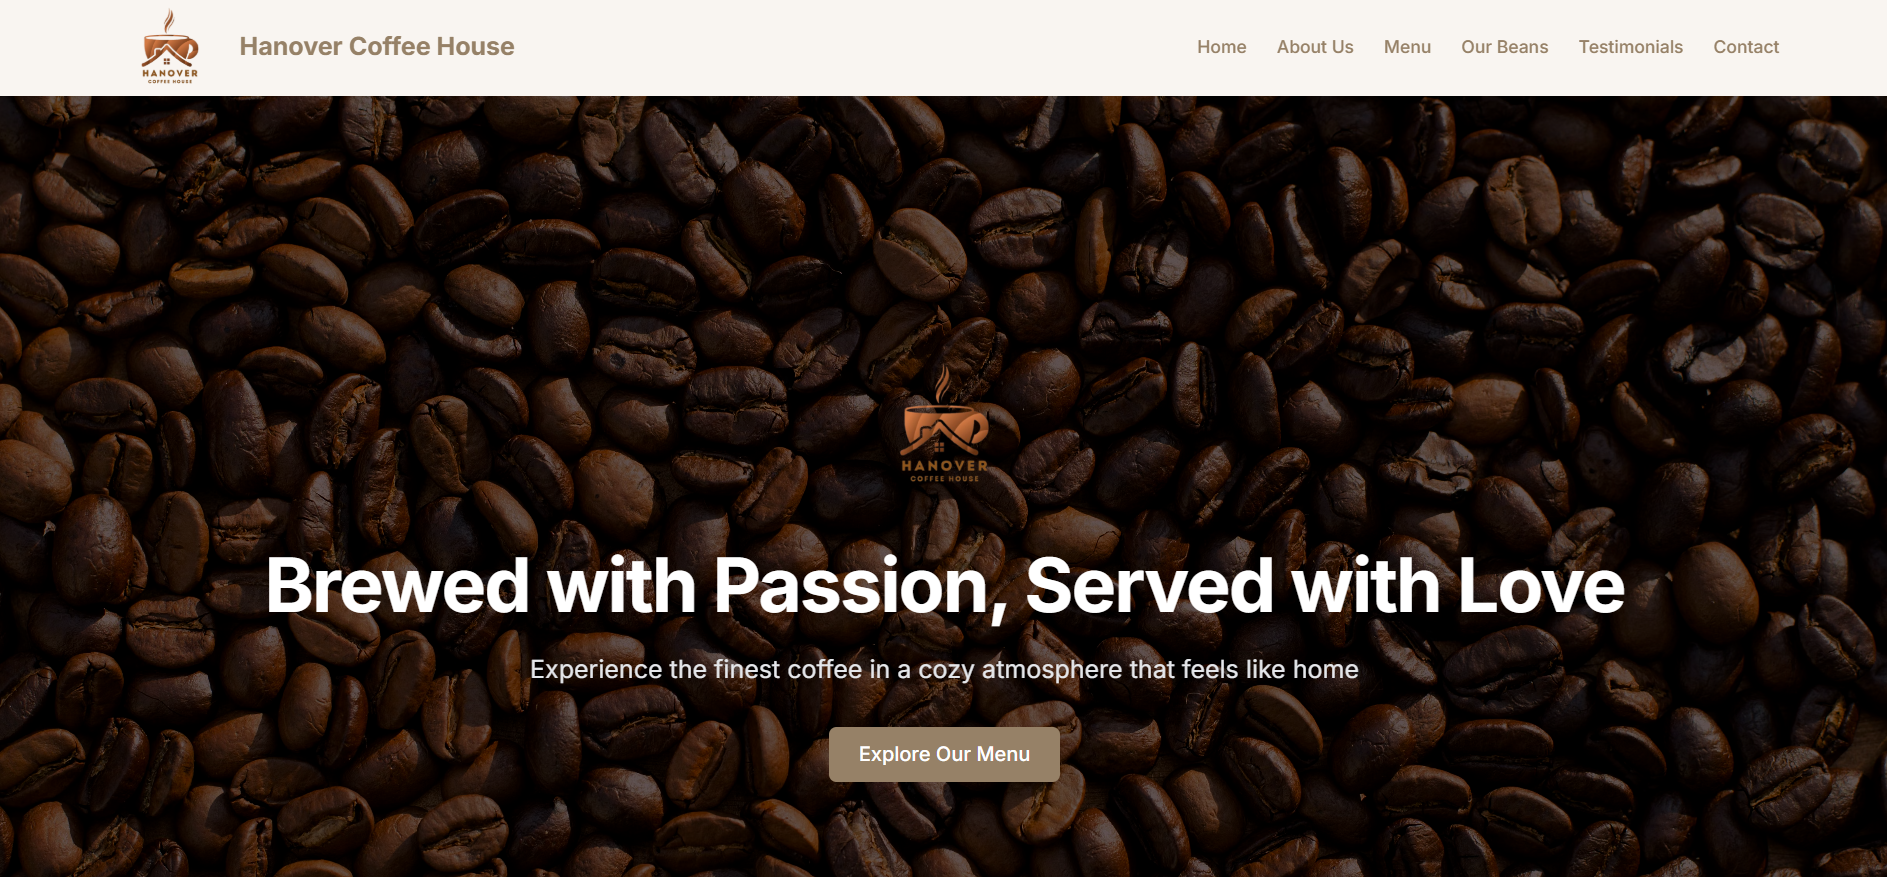 HANOVER
COFFEE HOUSE
Hanover Coffee House
Home
About Us
Menu
Our Beans
Testimonials
Contact
HANOVER
COFFEE HOUSE
Brewed with Passion, Served with Love
Experience the finest coffee in a cozy atmosphere that feels like home
Explore Our Menu